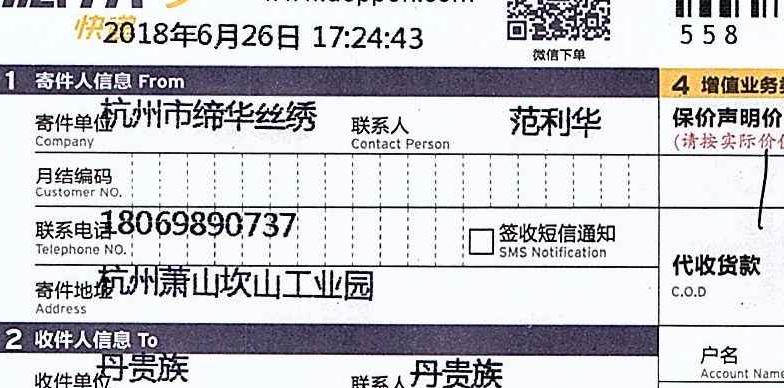 快递
2018年6月26日 17:24:43
微信下单
558
1 寄件人信息 From
4 增值业务
寄件单位 杭州市缔华丝绣 联系人 范利华
Company Contact Person
保价声明价
(请按实际价
月结编码
Customer NO.
联系电话 18069890737 签收短信通知
Telephone NO. SMS Notification
寄件地址 杭州萧山坎山工业园
Address
代收货款
C.O.D
2 收件人信息 To
户名
Account Name
收件单位 丹贵族 联系人 丹贵族